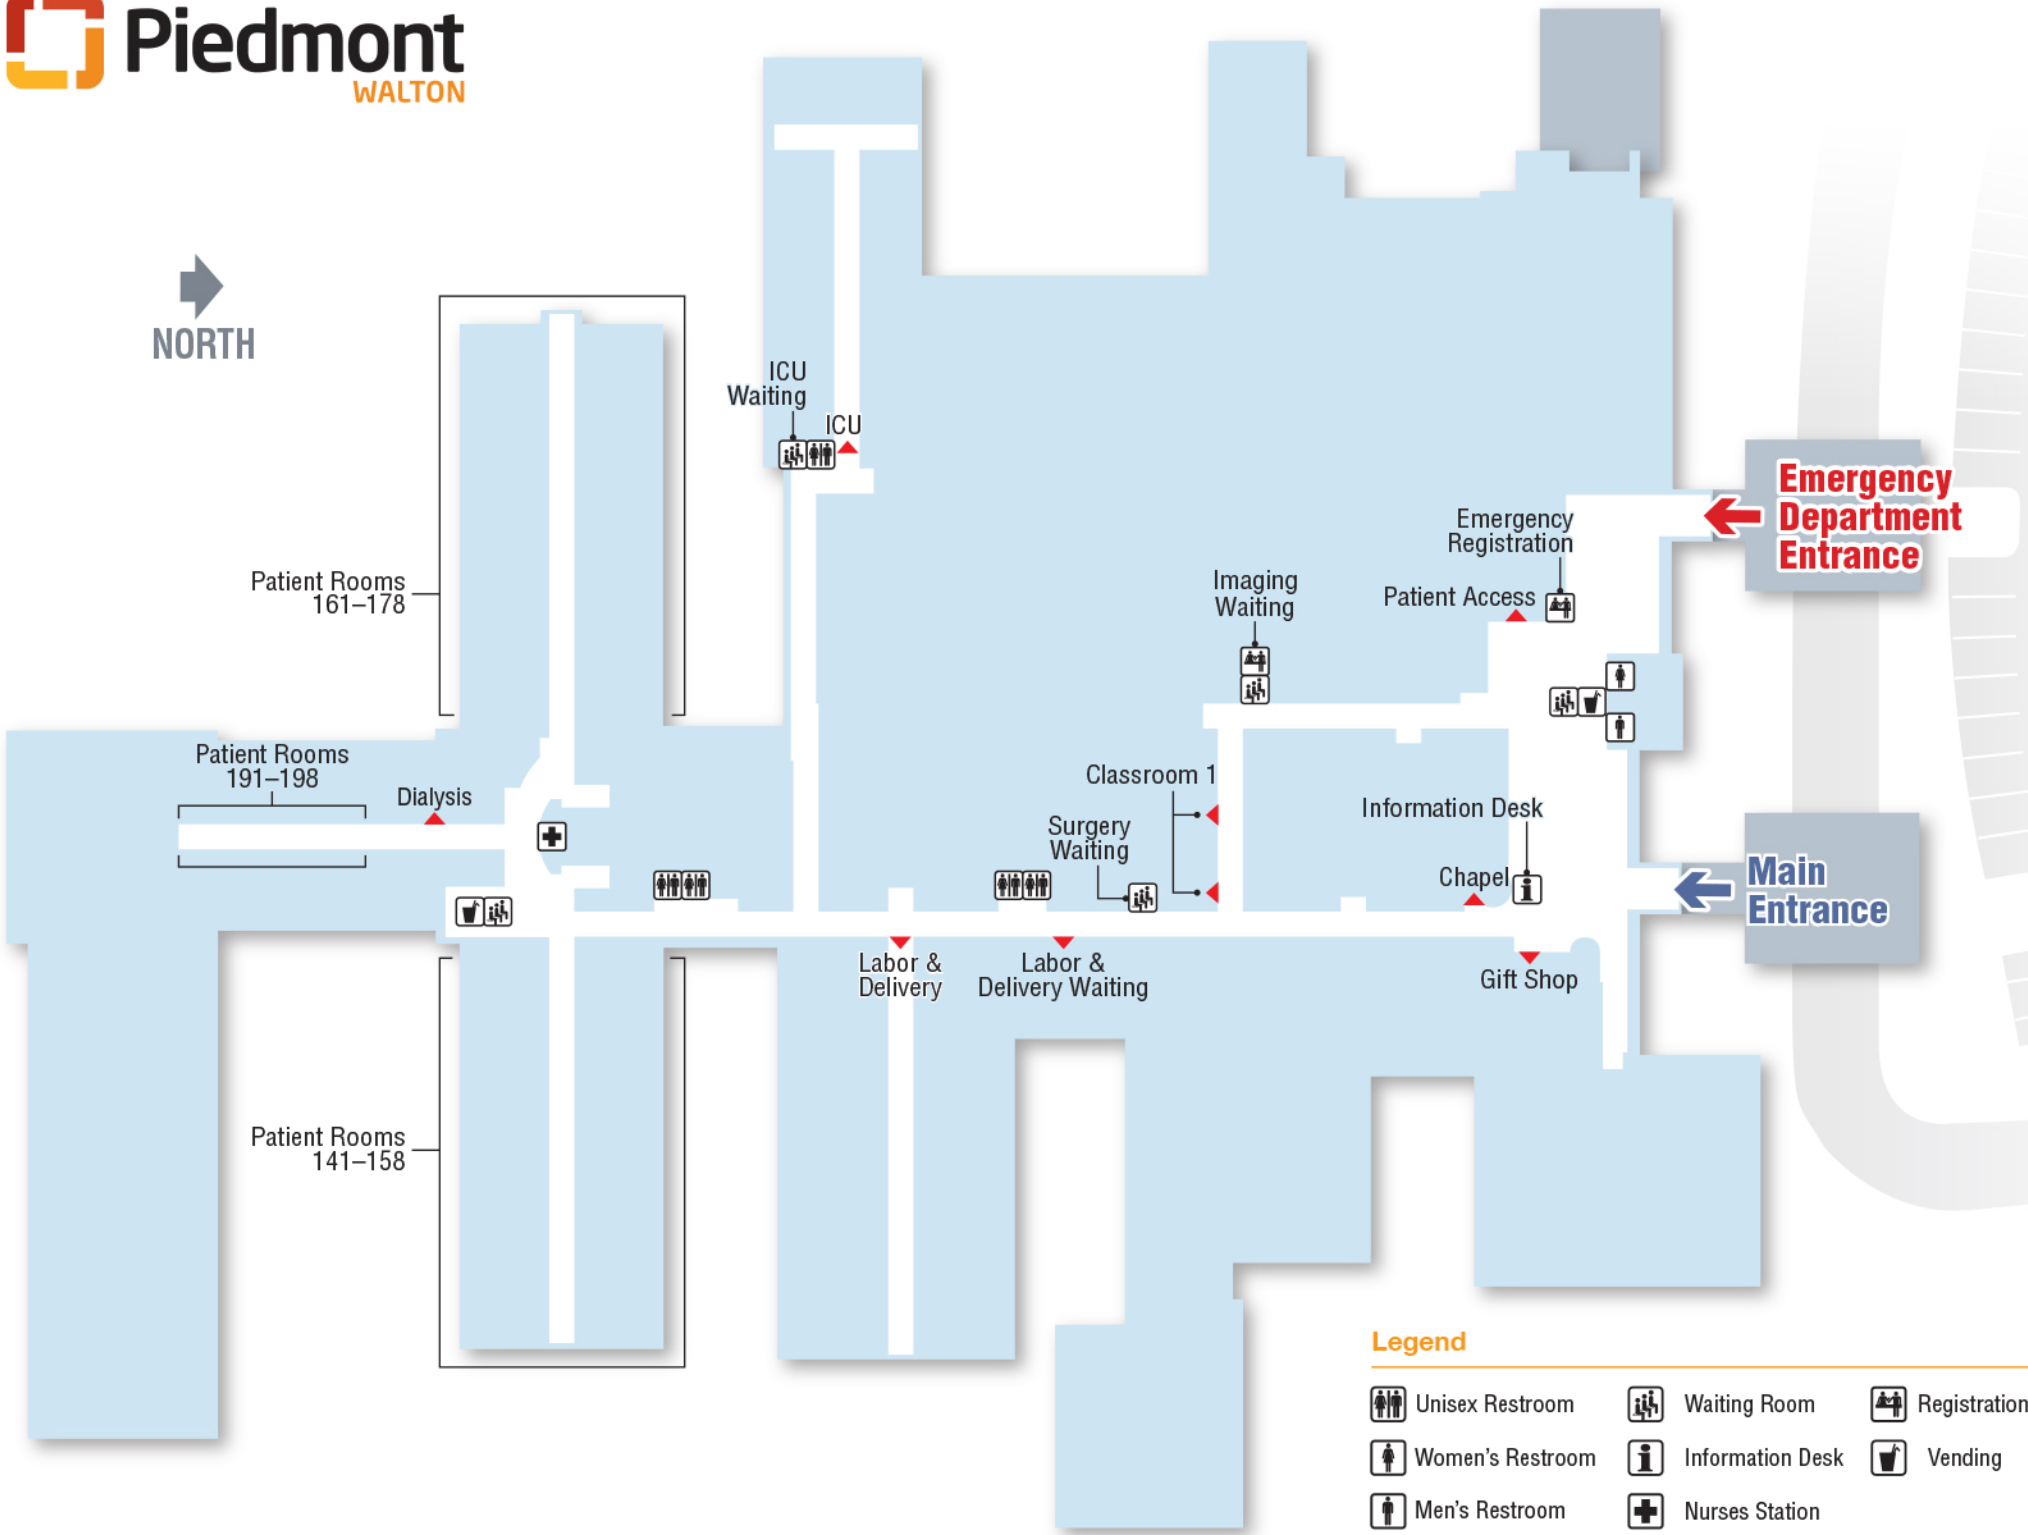 Piedmont
WALTON
NORTH
ICU
Waiting
ICU
Emergency
Department
Entrance
Emergency
Registration
Patient Access
Imaging
Waiting
Patient Rooms
161–178
Patient Rooms
191–198
Dialysis
Classroom 1
Surgery
Waiting
Information Desk
Chapel
Main
Entrance
Labor &
Delivery
Labor &
Delivery Waiting
Gift Shop
Patient Rooms
141–158
Legend
Unisex Restroom
Waiting Room
Registration
Women's Restroom
Information Desk
Vending
Men's Restroom
Nurses Station